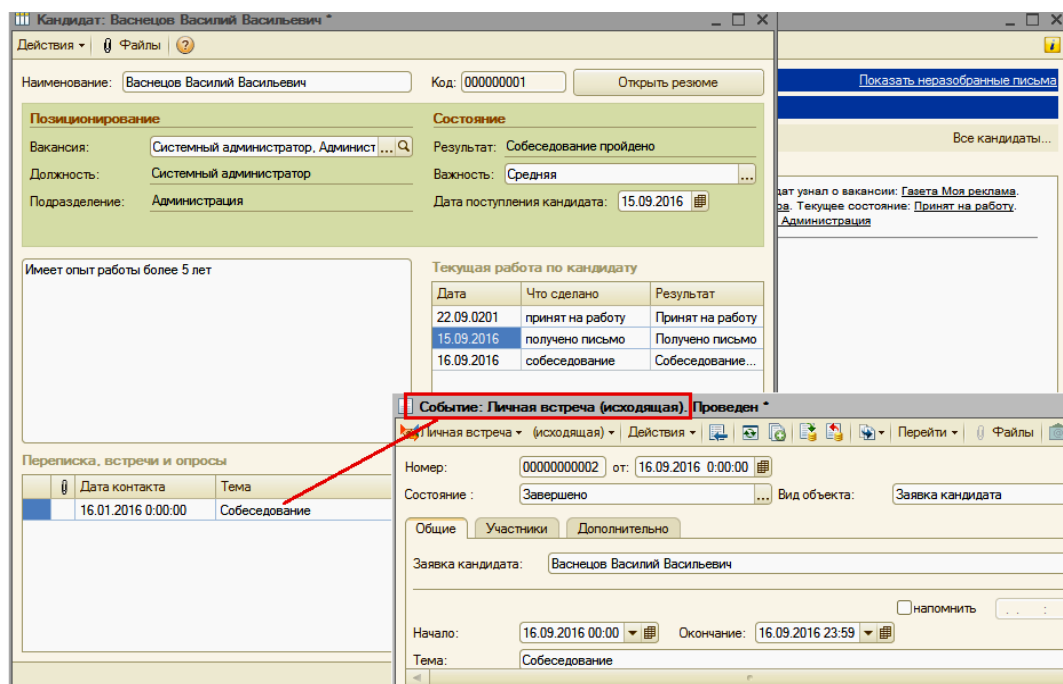 Кандидат: Васнецов Василий Васильевич *
Действия Файлы
Показать неразобранные письма
Наименование: Васнецов Василий Васильевич Код: 000000001 Открыть резюме
Позиционирование Состояние
Все кандидаты...
Вакансия: Системный администратор, Админист ... Результат: Собеседование пройдено
Должность: Системный администратор Важность: Средняя ...
дат узнал о вакансии: Газета Моя реклама.
Подразделение: Администрация Дата поступления кандидата: 15.09.2016
ра. Текущее состояние: Принят на работу.
Администрация
Имеет опыт работы более 5 лет Текущая работа по кандидату
Дата Что сделано Результат
22.09.0201 принят на работу Принят на работу
15.09.2016 получено письмо Получено письмо
16.09.2016 собеседование Собеседование...
Событие: Личная встреча (исходящая). Проведен *
Личная встреча (исходящая) Действия Перейти Файлы
Переписка, встречи и опросы
Номер: 00000000002 от: 16.09.2016 0:00:00
Дата контакта Тема
Состояние : Завершено ... Вид объекта: Заявка кандидата
16.01.2016 0:00:00 Собеседование
Общие Участники Дополнительно
Заявка кандидата: Васнецов Василий Васильевич
напомнить . . :
Начало: 16.09.2016 00:00 Окончание: 16.09.2016 23:59
Тема: Собеседование